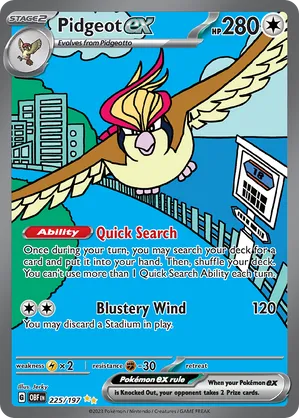 STAGE2 Pidgeot ex HP 280
Evolves from Pidgeotto
Ability Quick Search
Once during your turn, you may search your deck for
a card and put it into your hand. Then, shuffle your
deck. You can't use more than 1 Quick Search Ability each turn.
Blustery Wind 120
You may discard a Stadium in play.
weakness ×2 resistance -30 retreat
Illus. Jerky
G OBF EN 225/197
Pokémon ex rule When your Pokémon ex
is Knocked Out, your opponent takes 2 Prize cards.
©2023 Pokémon / Nintendo / Creatures / GAME FREAK